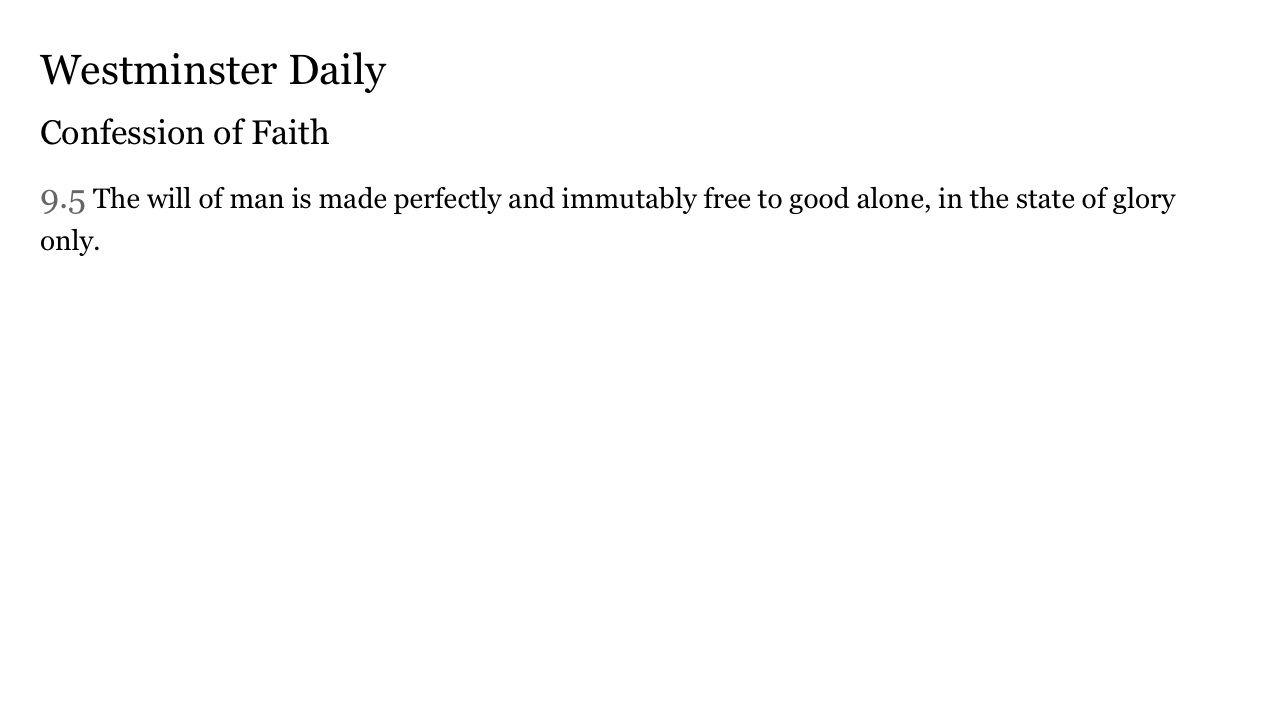 Westminster Daily
Confession of Faith
9.5 The will of man is made perfectly and immutably free to good alone, in the state of glory
only.